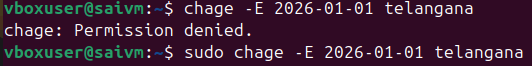 vboxuser@saivm:~$ chage -E 2026-01-01 telangana
chage: Permission denied.
vboxuser@saivm:~$ sudo chage -E 2026-01-01 telangana